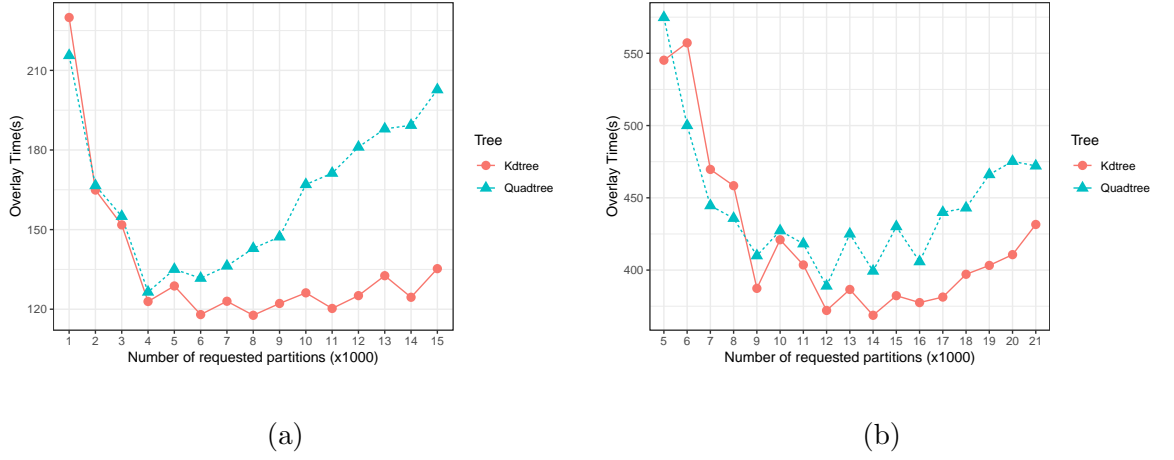 210
180
150
120
Overlay Time(s)
1 2 3 4 5 6 7 8 9 10 11 12 13 14 15
Number of requested partitions (x1000)
Tree
Kdtree
Quadtree
(a)
550
500
450
400
Overlay Time(s)
5 6 7 8 9 10 11 12 13 14 15 16 17 18 19 20 21
Number of requested partitions (x1000)
Tree
Kdtree
Quadtree
(b)